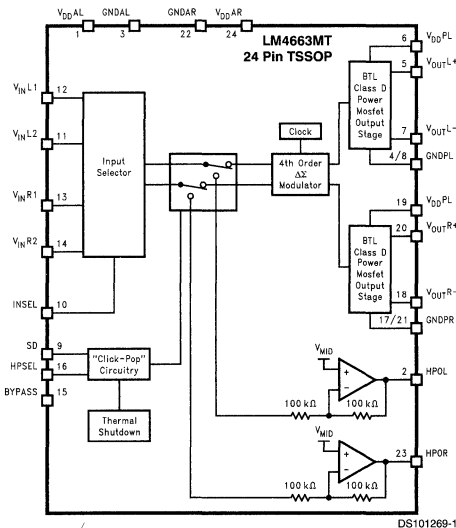 VDDAL GNDAL GNDAR VDDAR
1 3 22 24
LM4663MT
24 Pin TSSOP
VINL1 12
VINL2 11
VINR1 13
VINR2 14
INSEL 10
SD 9
HPSEL 16
BYPASS 15
Input
Selector
"Click-Pop"
Circuitry
Thermal
Shutdown
Clock
4th Order
ΔΣ
Modulator
BTL
Class D
Power
Mosfet
Output
Stage
6 VDDPL
5 VOUTL+
7 VOUTL-
4/8 GNDPL
BTL
Class D
Power
Mosfet
Output
Stage
19 VDDPL
20 VOUTR+
18 VOUTR-
17/21 GNDPR
VMID
+
-
2 HPOL
100 kΩ 100 kΩ
VMID
+
-
23 HPOR
100 kΩ 100 kΩ
DS101269-1